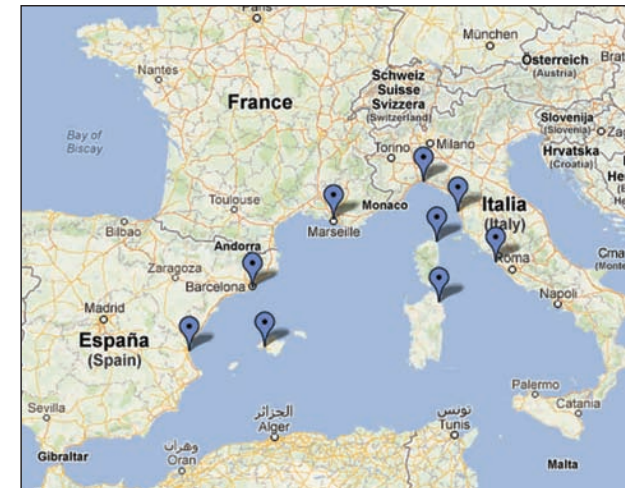 Paris
München
Nantes
Schweiz
Suisse
Svizzera
(Switzerland)
Österreich
(Austria)
France
Bay of
Biscay
Slovenija
(Slovenia)
Torino
Milano
Hrvatska
(Croatia)
Toulouse
Monaco
Italia
(Italy)
Marseille
Bilbao
Andorra
Roma
Zaragoza
Barcelona
Napoli
Madrid
España
(Spain)
Palermo
Catania
Sevilla
الجزائر
Alger
تونس
Tunis
وهران
Oran
Gibraltar
Malta